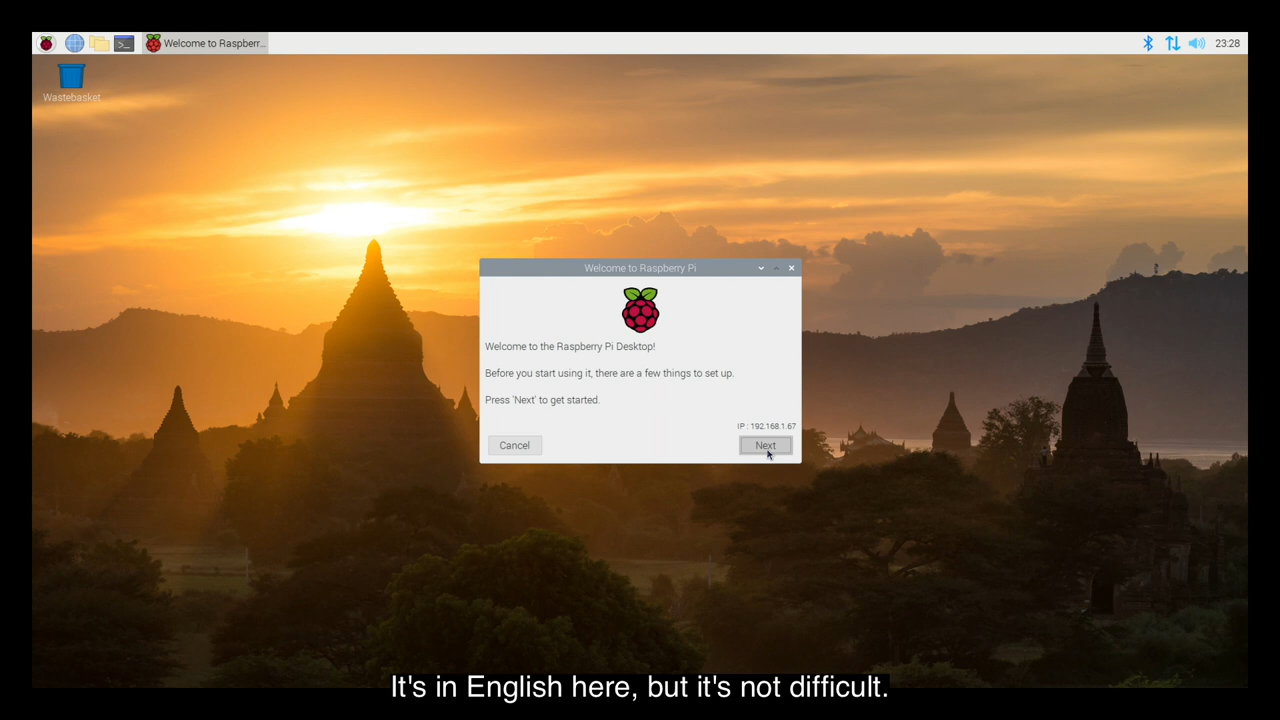 Welcome to Raspberr...
23:28
Wastebasket
Welcome to Raspberry Pi
Welcome to the Raspberry Pi Desktop!
Before you start using it, there are a few things to set up.
Press 'Next' to get started.
IP : 192.168.1.67
Cancel
Next
It's in English here, but it's not difficult.